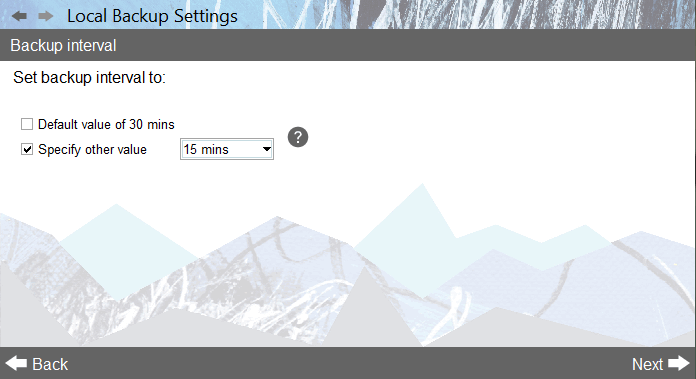 Local Backup Settings
Backup interval
Set backup interval to:
Default value of 30 mins
Specify other value 15 mins ?
Back Next